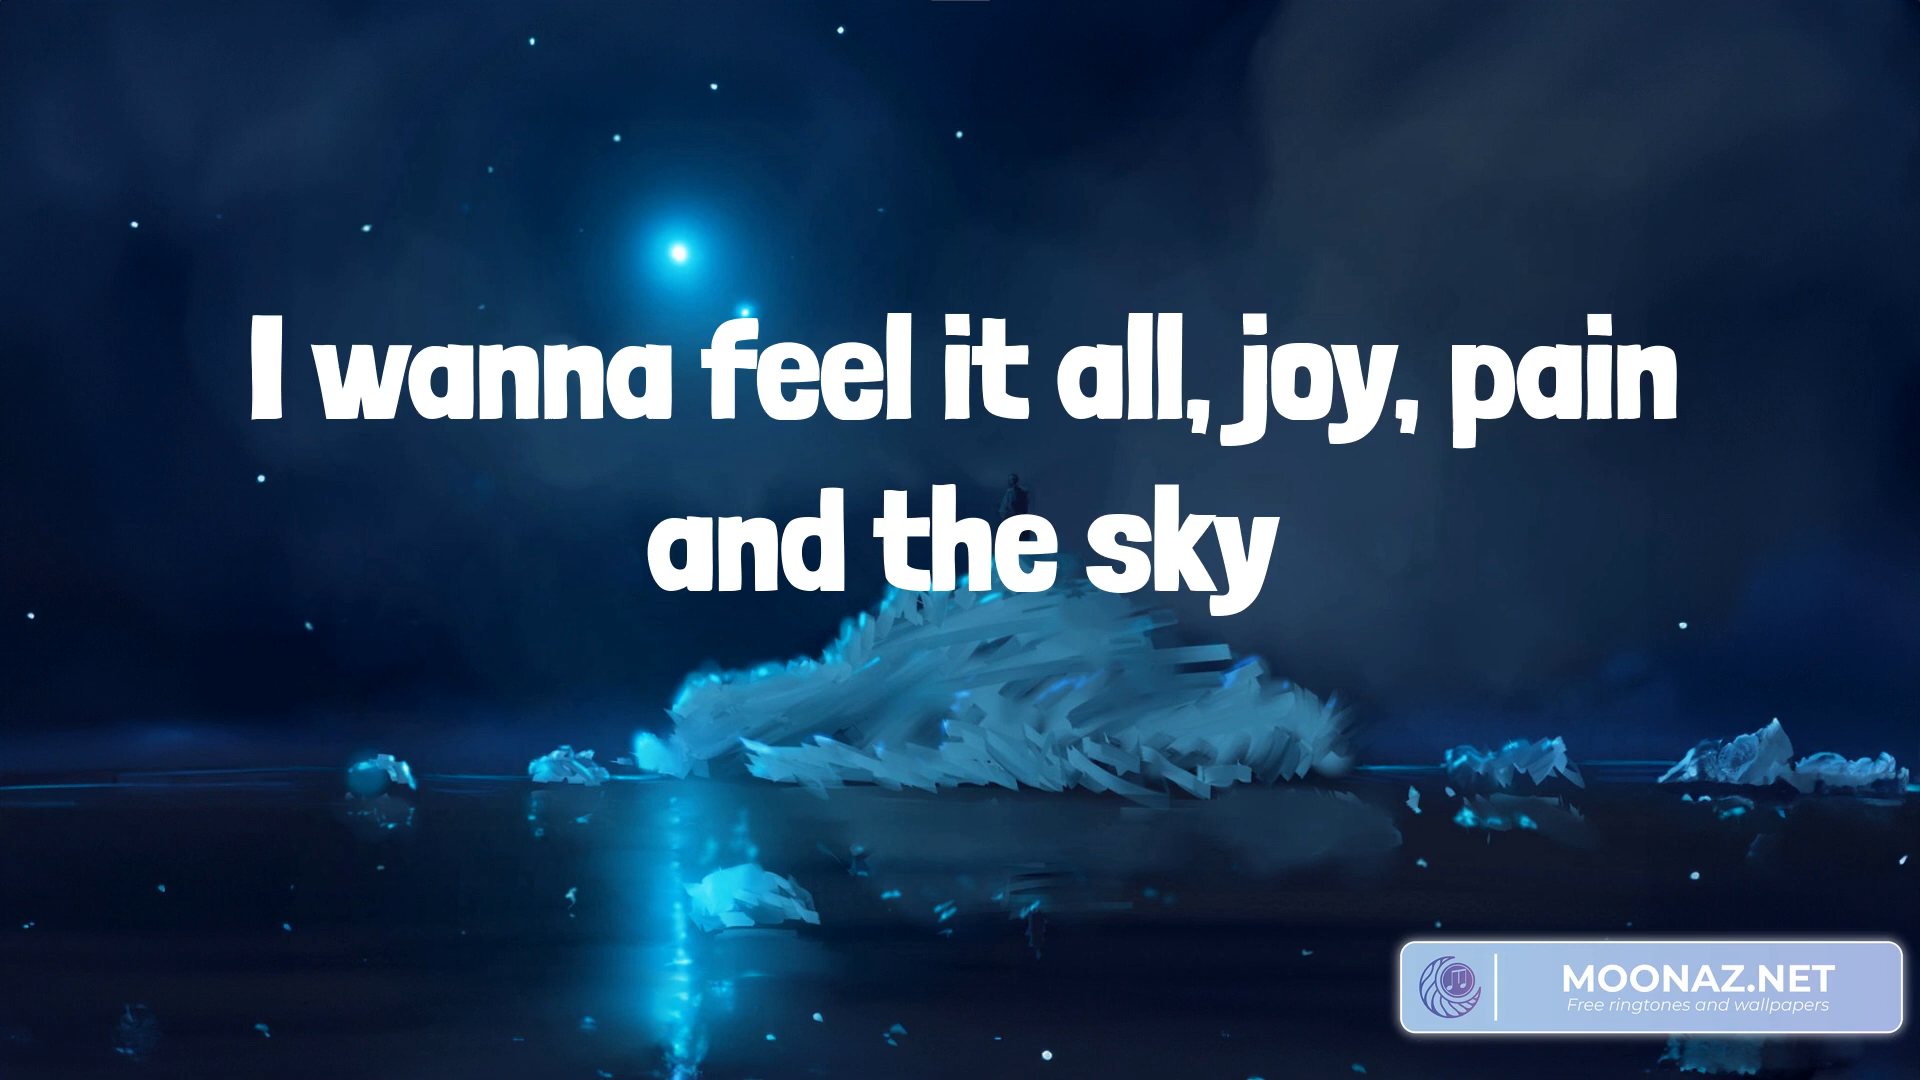 I wanna feel it all, joy, pain
and the sky
MOONAZ.NET
Free ringtones and wallpapers